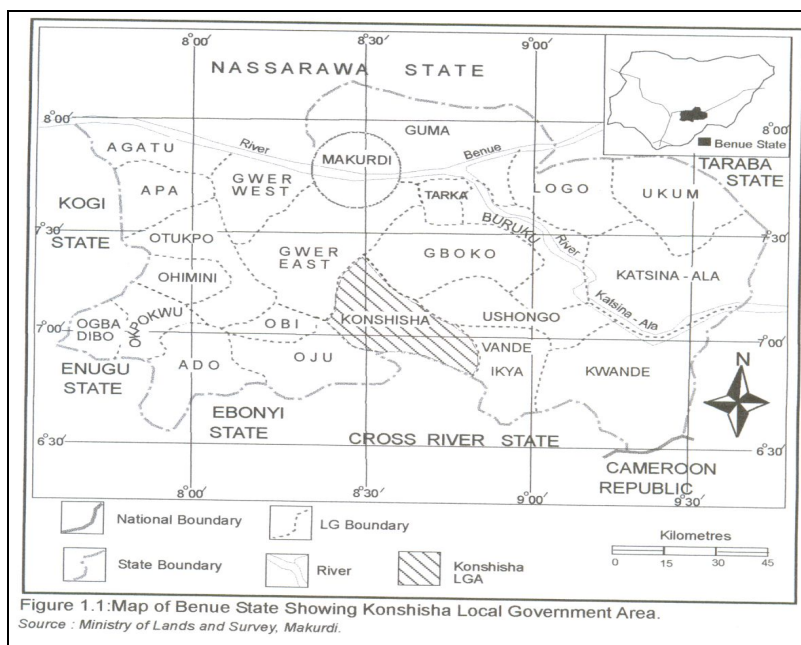 8°00′ 8°30′ 9°00′
NASSARAWA STATE
8°00′
GUMA
8°00′
Benue State
AGATU
River
MAKURDI
Benue
TARABA
STATE
APA
GWER
WEST
TARKA
LOGO
UKUM
KOGI
STATE
7°30′
OTUKPO
BURUKU
River
7°30′
GWER
EAST
GBOKO
OHIMINI
KATSINA - ALA
Katsina - Ala
OGBA
DIBO
OKPOKWU
OBI
KONSHISHA
USHONGO
7°00′
7°00′
VANDE
IKYA
ENUGU
STATE
ADO
OJU
KWANDE
N
EBONYI
STATE
CROSS RIVER STATE
6°30′
6°30′
CAMEROON
REPUBLIC
8°00′ 8°30′ 9°00′ 9°30′
National Boundary
LG Boundary
Kilometres
0 15 30 45
State Boundary
River
Konshisha
LGA
Figure 1.1:Map of Benue State Showing Konshisha Local Government Area.
Source : Ministry of Lands and Survey, Makurdi.